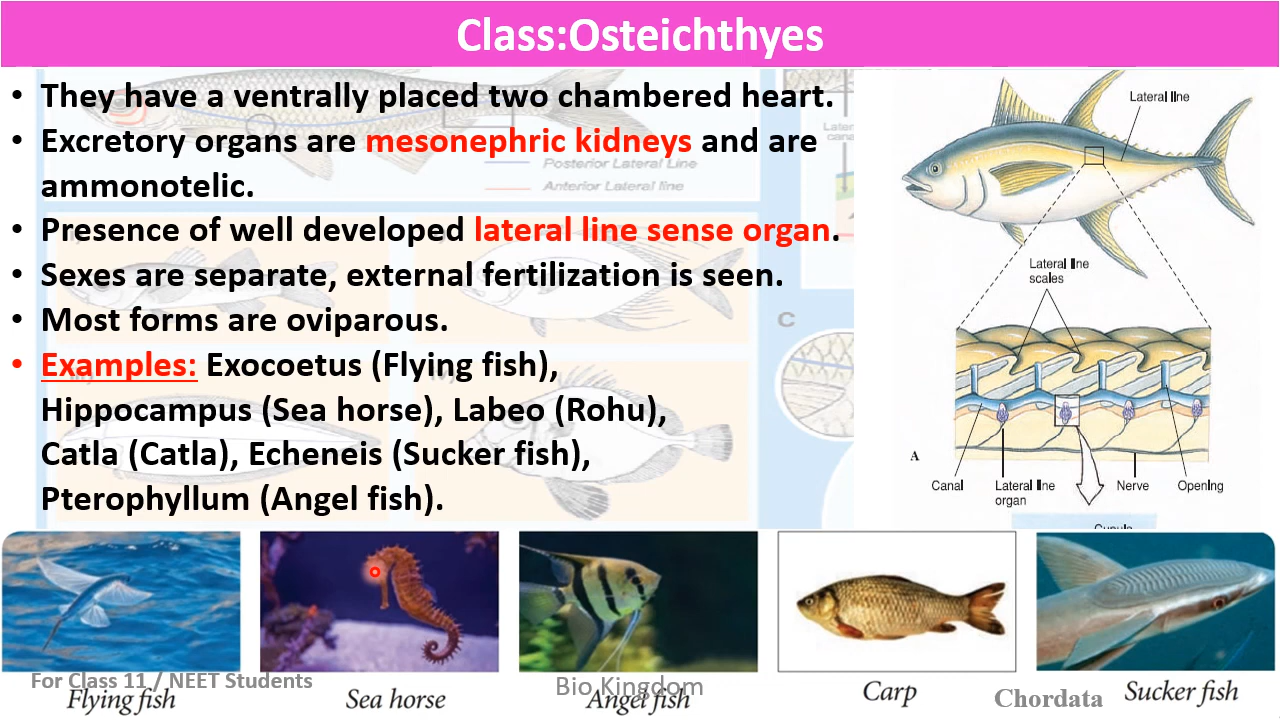 Class:Osteichthyes
• They have a ventrally placed two chambered heart.
• Excretory organs are mesonephric kidneys and are
ammonotelic.
• Presence of well developed lateral line sense organ.
• Sexes are separate, external fertilization is seen.
• Most forms are oviparous.
• Examples: Exocoetus (Flying fish),
Hippocampus (Sea horse), Labeo (Rohu),
Catla (Catla), Echeneis (Sucker fish),
Pterophyllum (Angel fish).
Posterior Lateral Line
Anterior Lateral line
C
Lateral line
Lateral line
scales
A
Canal
Lateral line
organ
Nerve
Opening
For Class 11 / NEET Students
Flying fish
Sea horse
Bio Kingdom
Angel fish
Carp
Chordata
Sucker fish